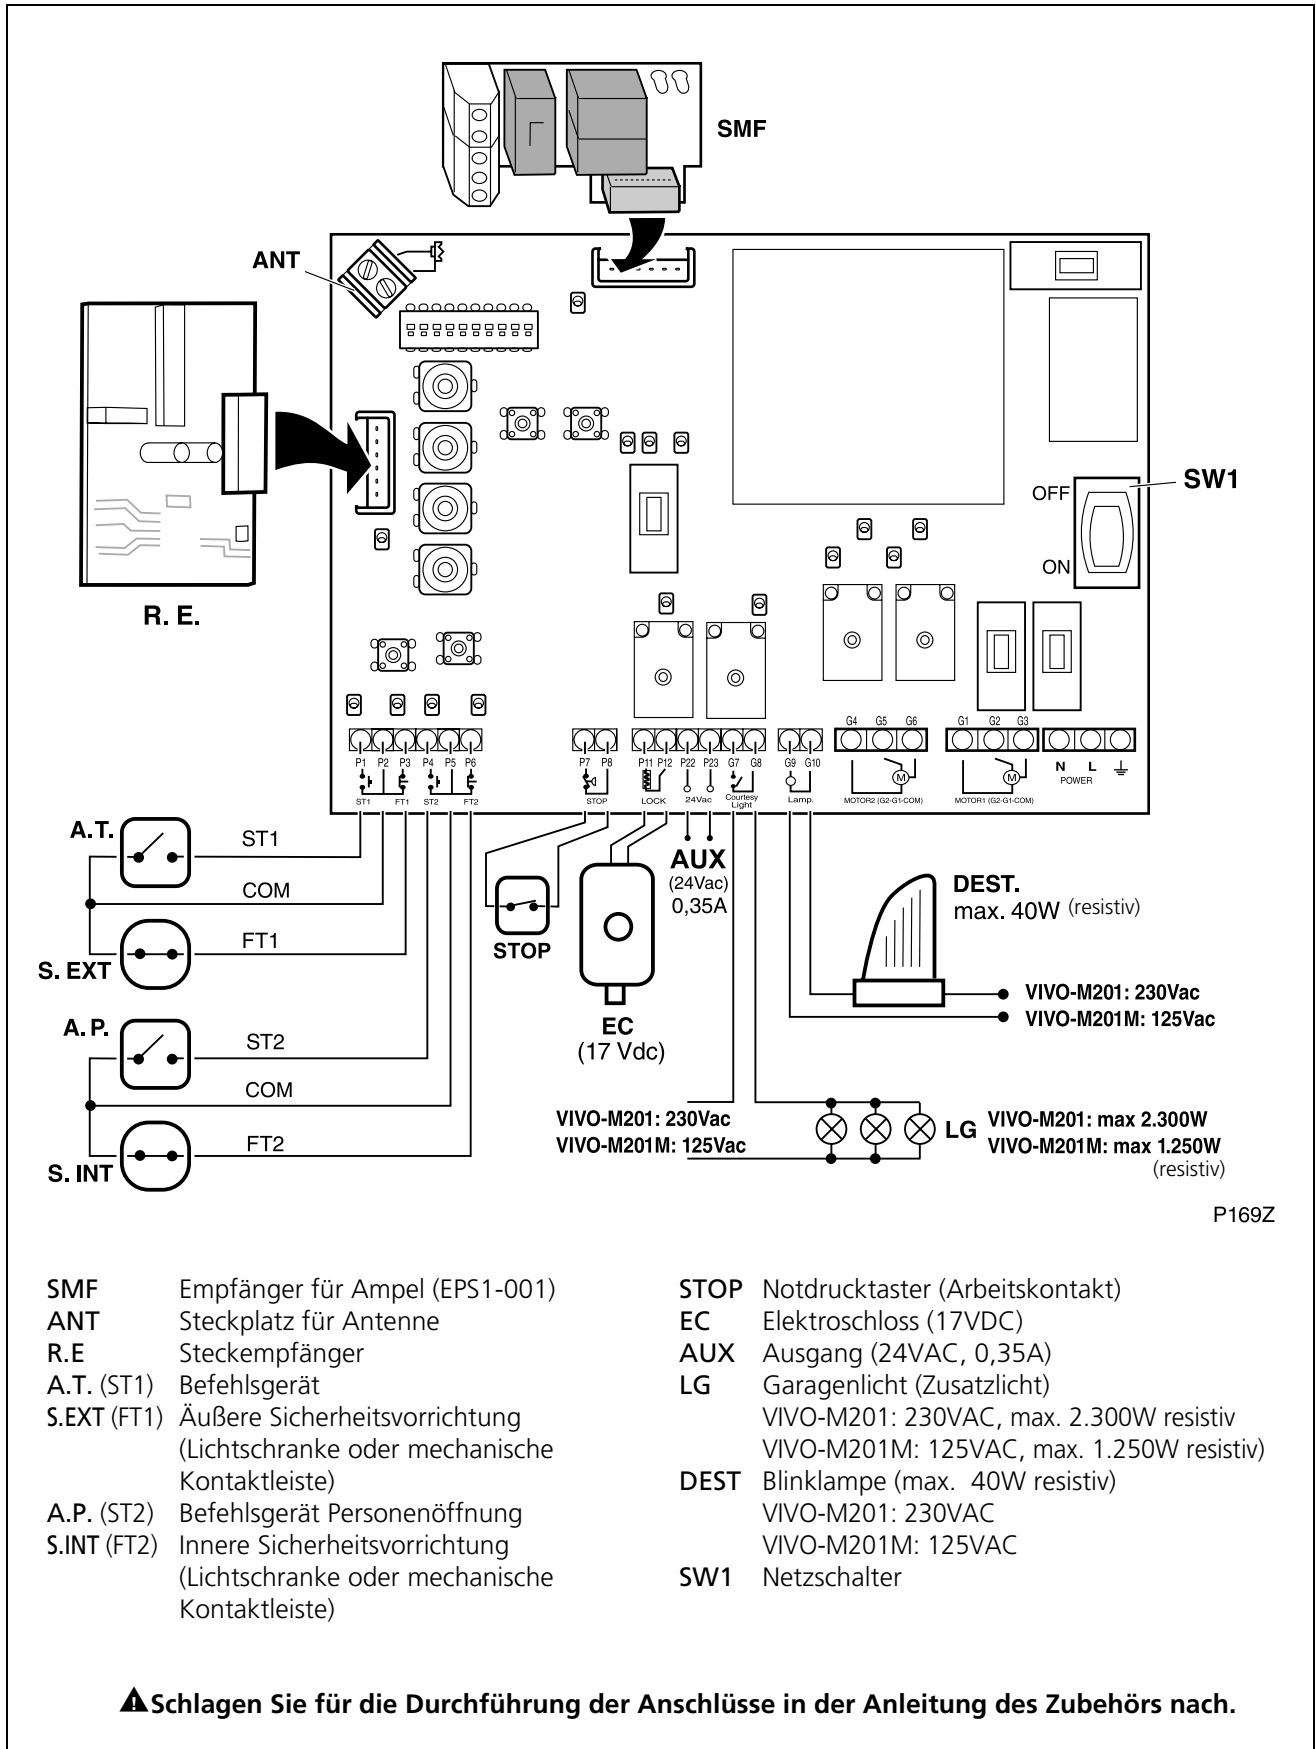 SMF
ANT
SW1
OFF
ON
R. E.
G4 G5 G6
G1 G2 G3
P1 P2 P3 P4 P5 P6
P7 P8
P11 P12 P22 P23 G7 G8
G9 G10
N L
POWER
ST1 FT1 ST2 FT2
STOP
LOCK
24Vac
Courtesy
Light
Lamp.
MOTOR2 (G2-G1-COM)
MOTOR1 (G2-G1-COM)
A.T.
ST1
COM
FT1
S. EXT
A. P.
ST2
COM
FT2
S. INT
STOP
EC
(17 Vdc)
AUX
(24Vac)
0,35A
DEST.
max. 40W (resistiv)
VIVO-M201: 230Vac
VIVO-M201M: 125Vac
VIVO-M201: 230Vac
VIVO-M201M: 125Vac
LG
VIVO-M201: max 2.300W
VIVO-M201M: max 1.250W
(resistiv)
P169Z
SMF Empfänger für Ampel (EPS1-001)
ANT Steckplatz für Antenne
R.E Steckempfänger
A.T. (ST1) Befehlsgerät
S.EXT (FT1) Äußere Sicherheitsvorrichtung
(Lichtschranke oder mechanische
Kontaktleiste)
A.P. (ST2) Befehlsgerät Personenöffnung
S.INT (FT2) Innere Sicherheitsvorrichtung
(Lichtschranke oder mechanische
Kontaktleiste)
STOP Notdrucktaster (Arbeitskontakt)
EC Elektroschloss (17VDC)
AUX Ausgang (24VAC, 0,35A)
LG Garagenlicht (Zusatzlicht)
VIVO-M201: 230VAC, max. 2.300W resistiv
VIVO-M201M: 125VAC, max. 1.250W resistiv)
DEST Blinklampe (max. 40W resistiv)
VIVO-M201: 230VAC
VIVO-M201M: 125VAC
SW1 Netzschalter
Schlagen Sie für die Durchführung der Anschlüsse in der Anleitung des Zubehörs nach.